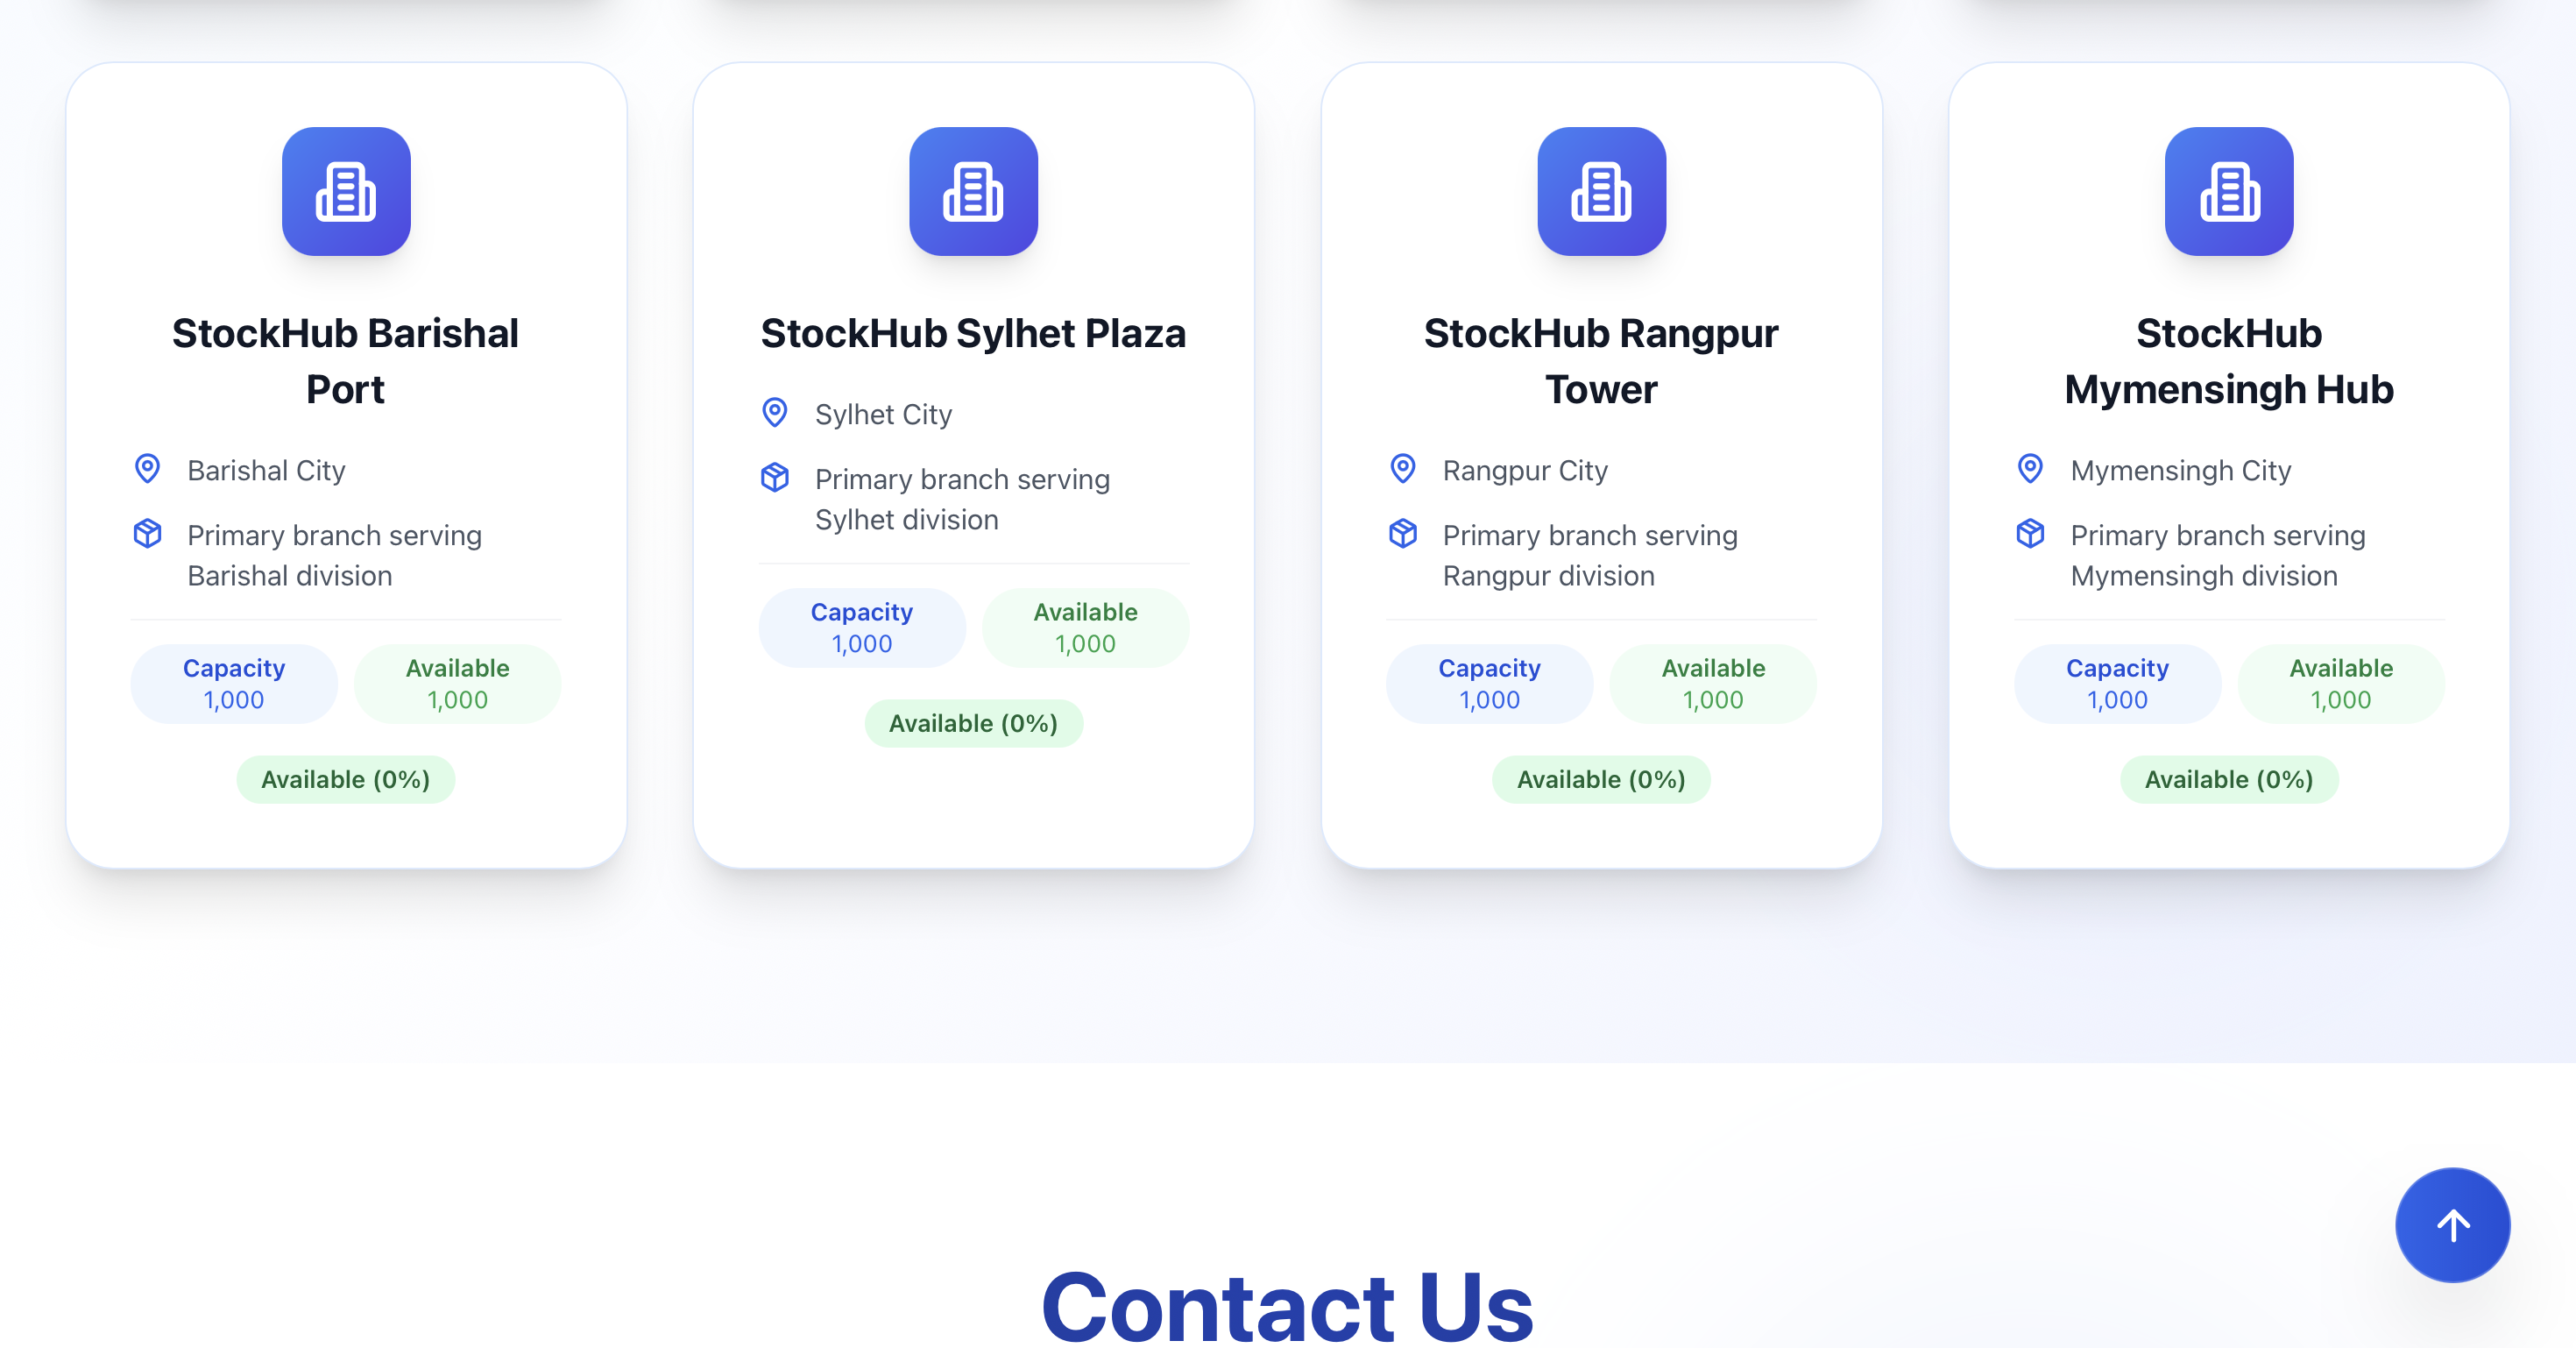 StockHub Barishal
Port
Barishal City
Primary branch serving
Barishal division
Capacity
1,000
Available
1,000
Available (0%)
StockHub Sylhet Plaza
Sylhet City
Primary branch serving
Sylhet division
Capacity
1,000
Available
1,000
Available (0%)
StockHub Rangpur
Tower
Rangpur City
Primary branch serving
Rangpur division
Capacity
1,000
Available
1,000
Available (0%)
StockHub
Mymensingh Hub
Mymensingh City
Primary branch serving
Mymensingh division
Capacity
1,000
Available
1,000
Available (0%)
Contact Us